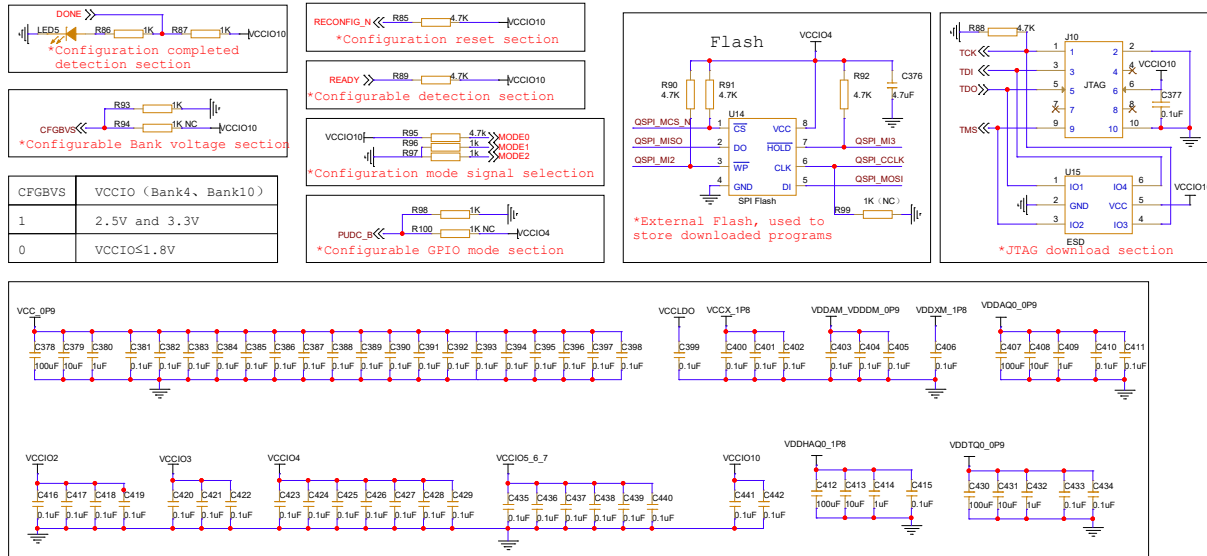 DONE
LED5 R86 1K R87 1K VCCIO10
*Configuration completed
detection section
R93 1K
CFGBVS R94 1K NC VCCIO10
*Configurable Bank voltage section
CFGBVS VCCIO (Bank4、Bank10)
1 2.5V and 3.3V
0 VCCIO≤1.8V
RECONFIG_N R85 4.7K VCCIO10
*Configuration reset section
READY R89 4.7K VCCIO10
*Configurable detection section
VCCIO10 R95 4.7k MODE0
R96 1k MODE1
R97 1k MODE2
*Configuration mode signal selection
R98 1K
PUDC_B R100 1K NC VCCIO4
*Configurable GPIO mode section
Flash VCCIO4
R90 R91 R92 C376
4.7K 4.7K 4.7K 4.7uF
U14
QSPI_MCS_N 1 CS VCC 8
QSPI_MISO 2 DO HOLD 7 QSPI_MI3
QSPI_MI2 3 WP CLK 6 QSPI_CCLK
4 GND DI 5 QSPI_MOSI
SPI Flash
R99 1K (NC)
*External Flash, used to
store downloaded programs
R88 4.7K
J10
TCK 1 2
TDI 3 4
TDO 5 6
7 8
TMS 9 10
JTAG
VCCIO10
C377
0.1uF
U15
1 IO1 IO4 6
2 GND VCC 5 VCCIO10
3 IO2 IO3 4
ESD
*JTAG download section
VCC_0P9 VCCLDO VCCX_1P8 VDDAM_VDDDM_0P9 VDDXM_1P8 VDDAQ0_0P9
C378 C379 C380 C381 C382 C383 C384 C385 C386 C387 C388 C389 C390 C391 C392 C393 C394 C395 C396 C397 C398 C399 C400 C401 C402 C403 C404 C405 C406 C407 C408 C409 C410 C411
100uF 10uF 1uF 0.1uF 0.1uF 0.1uF 0.1uF 0.1uF 0.1uF 0.1uF 0.1uF 0.1uF 0.1uF 0.1uF 0.1uF 0.1uF 0.1uF 0.1uF 0.1uF 0.1uF 0.1uF 0.1uF 0.1uF 0.1uF 0.1uF 0.1uF 0.1uF 0.1uF 0.1uF 100uF 10uF 1uF 0.1uF 0.1uF
VCCIO2 VCCIO3 VCCIO4 VCCIO5_6_7 VCCIO10 VDDHAQ0_1P8 VDDTQ0_0P9
C416 C417 C418 C419 C420 C421 C422 C423 C424 C425 C426 C427 C428 C429 C435 C436 C437 C438 C439 C440 C441 C442 C412 C413 C414 C415 C430 C431 C432 C433 C434
0.1uF 0.1uF 0.1uF 0.1uF 0.1uF 0.1uF 0.1uF 0.1uF 0.1uF 0.1uF 0.1uF 0.1uF 0.1uF 0.1uF 0.1uF 0.1uF 0.1uF 0.1uF 0.1uF 0.1uF 0.1uF 0.1uF 100uF 10uF 1uF 0.1uF 100uF 10uF 1uF 0.1uF 0.1uF